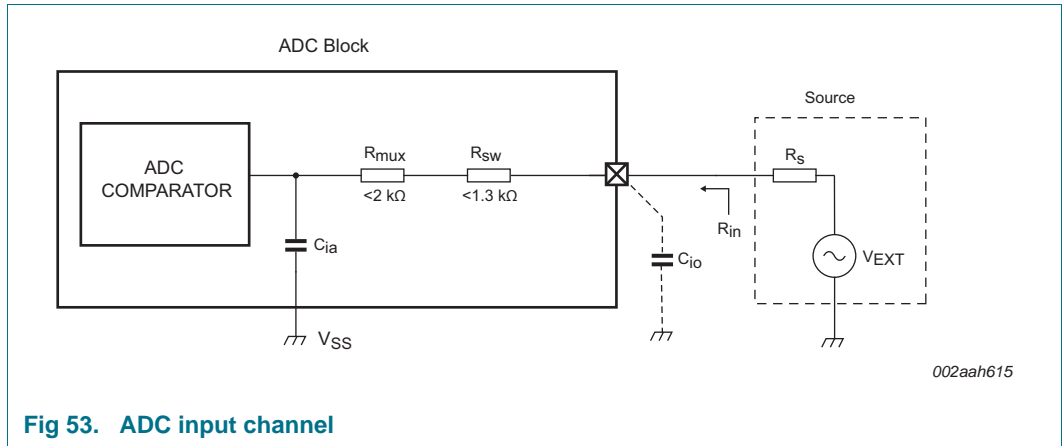 ADC Block
Source
ADC
COMPARATOR
Rmux
<2 kΩ
Rsw
<1.3 kΩ
Rs
Rin
Cia
Cio
VEXT
VSS
002aah615
Fig 53. ADC input channel